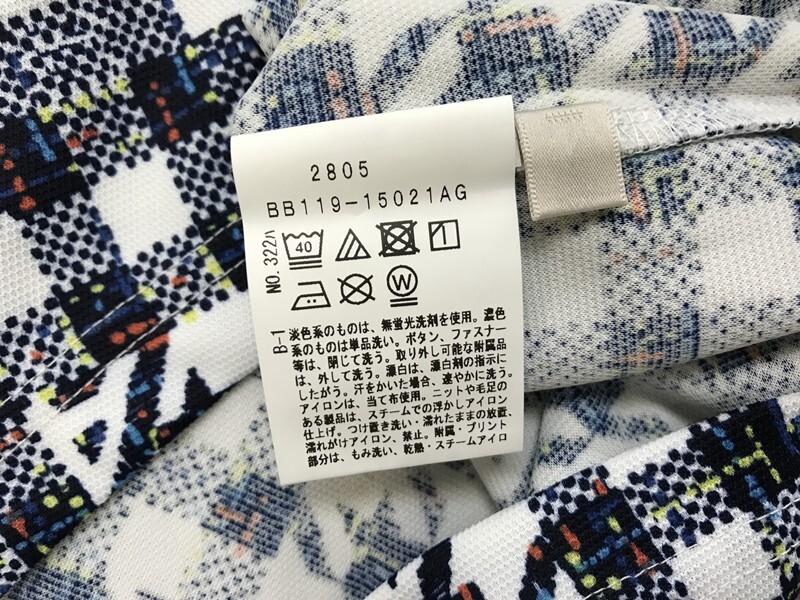 2805
BB119-15021AG
NO.322ハ
40
W
B-1
淡色系のものは、無蛍光洗剤を使用。濃色
系のものは単品洗い。ボタン、ファスナー
等は、閉じて洗う。取り外し可能な附属品
は、外して洗う。漂白は、漂白剤の指示に
したがう。汗をかいた場合、速やかに洗う。
アイロンは、当て布使用。ニットや毛足の
ある製品は、スチームでの浮かしアイロン
仕上げ。つけ置き洗い・濡れたままの放置、
濡れがけアイロン、禁止。附属・プリント
部分は、もみ洗い、乾熱・スチームアイロ